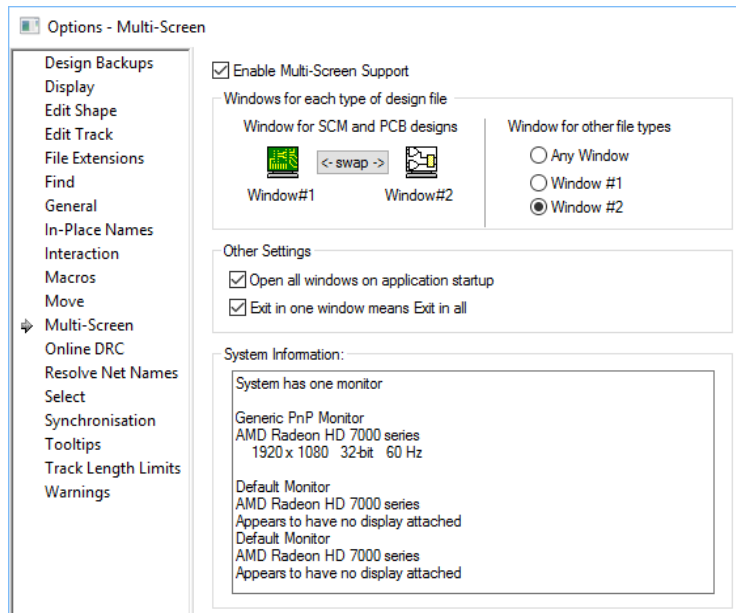 Options - Multi-Screen
Design Backups
Display
Edit Shape
Edit Track
File Extensions
Find
General
In-Place Names
Interaction
Macros
Move
Multi-Screen
Online DRC
Resolve Net Names
Select
Synchronisation
Tooltips
Track Length Limits
Warnings
Enable Multi-Screen Support
Windows for each type of design file
Window for SCM and PCB designs
<- swap ->
Window#1
Window#2
Window for other file types
Any Window
Window #1
Window #2
Other Settings
Open all windows on application startup
Exit in one window means Exit in all
System Information:
System has one monitor
Generic PnP Monitor
AMD Radeon HD 7000 series
1920 x 1080 32-bit 60 Hz
Default Monitor
AMD Radeon HD 7000 series
Appears to have no display attached
Default Monitor
AMD Radeon HD 7000 series
Appears to have no display attached